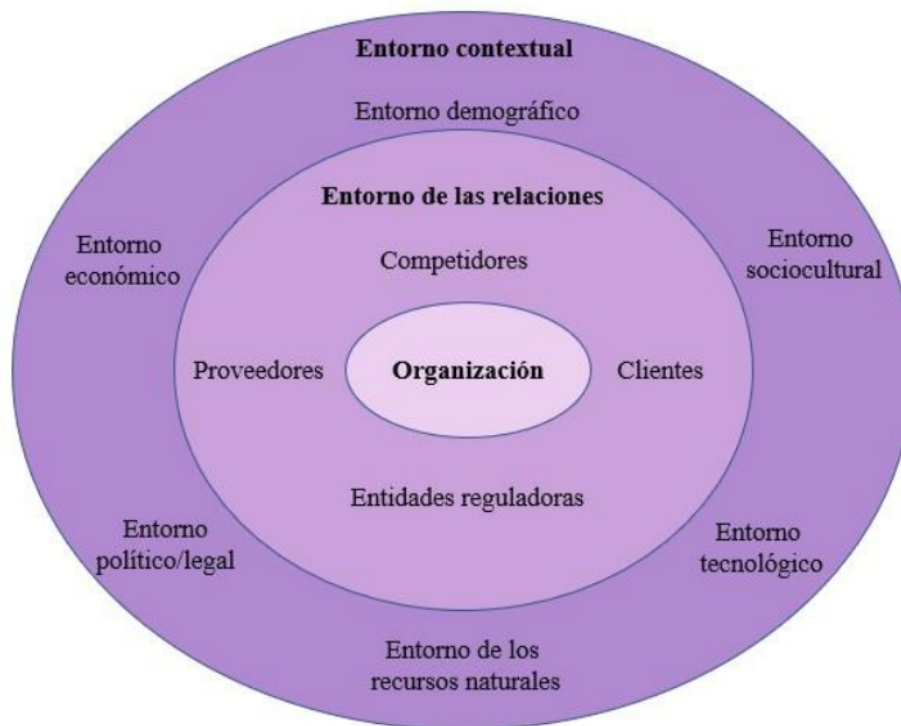 Entorno contextual
Entorno demográfico
Entorno de las relaciones
Entorno
económico
Competidores
Entorno
sociocultural
Proveedores
Organización
Clientes
Entidades reguladoras
Entorno
político/legal
Entorno
tecnológico
Entorno de los
recursos naturales